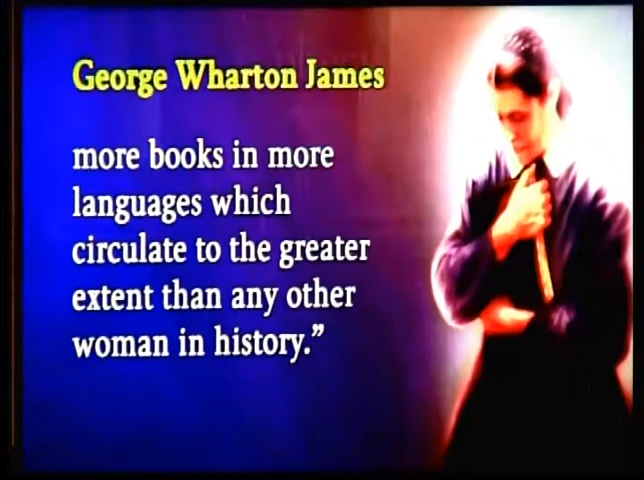 George Wharton James
more books in more
languages which
circulate to the greater
extent than any other
woman in history.”